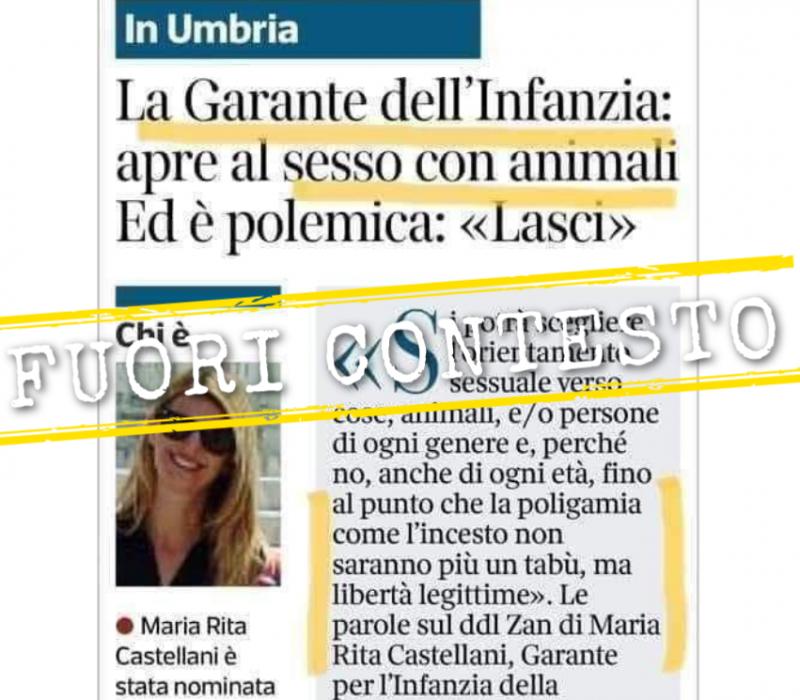 In Umbria
La Garante dell'Infanzia:
apre al sesso con animali
Ed è polemica: «Lasci»
FUORI CONTESTO
Chi è
«Si potrà scegliere
l'orientamento
sessuale verso
cose, animali, e/o persone
di ogni genere e, perché
no, anche di ogni età, fino
al punto che la poligamia
come l'incesto non
saranno più un tabù, ma
libertà legittime». Le
parole sul ddl Zan di Maria
Rita Castellani, Garante
per l'Infanzia della
● Maria Rita
Castellani è
stata nominata